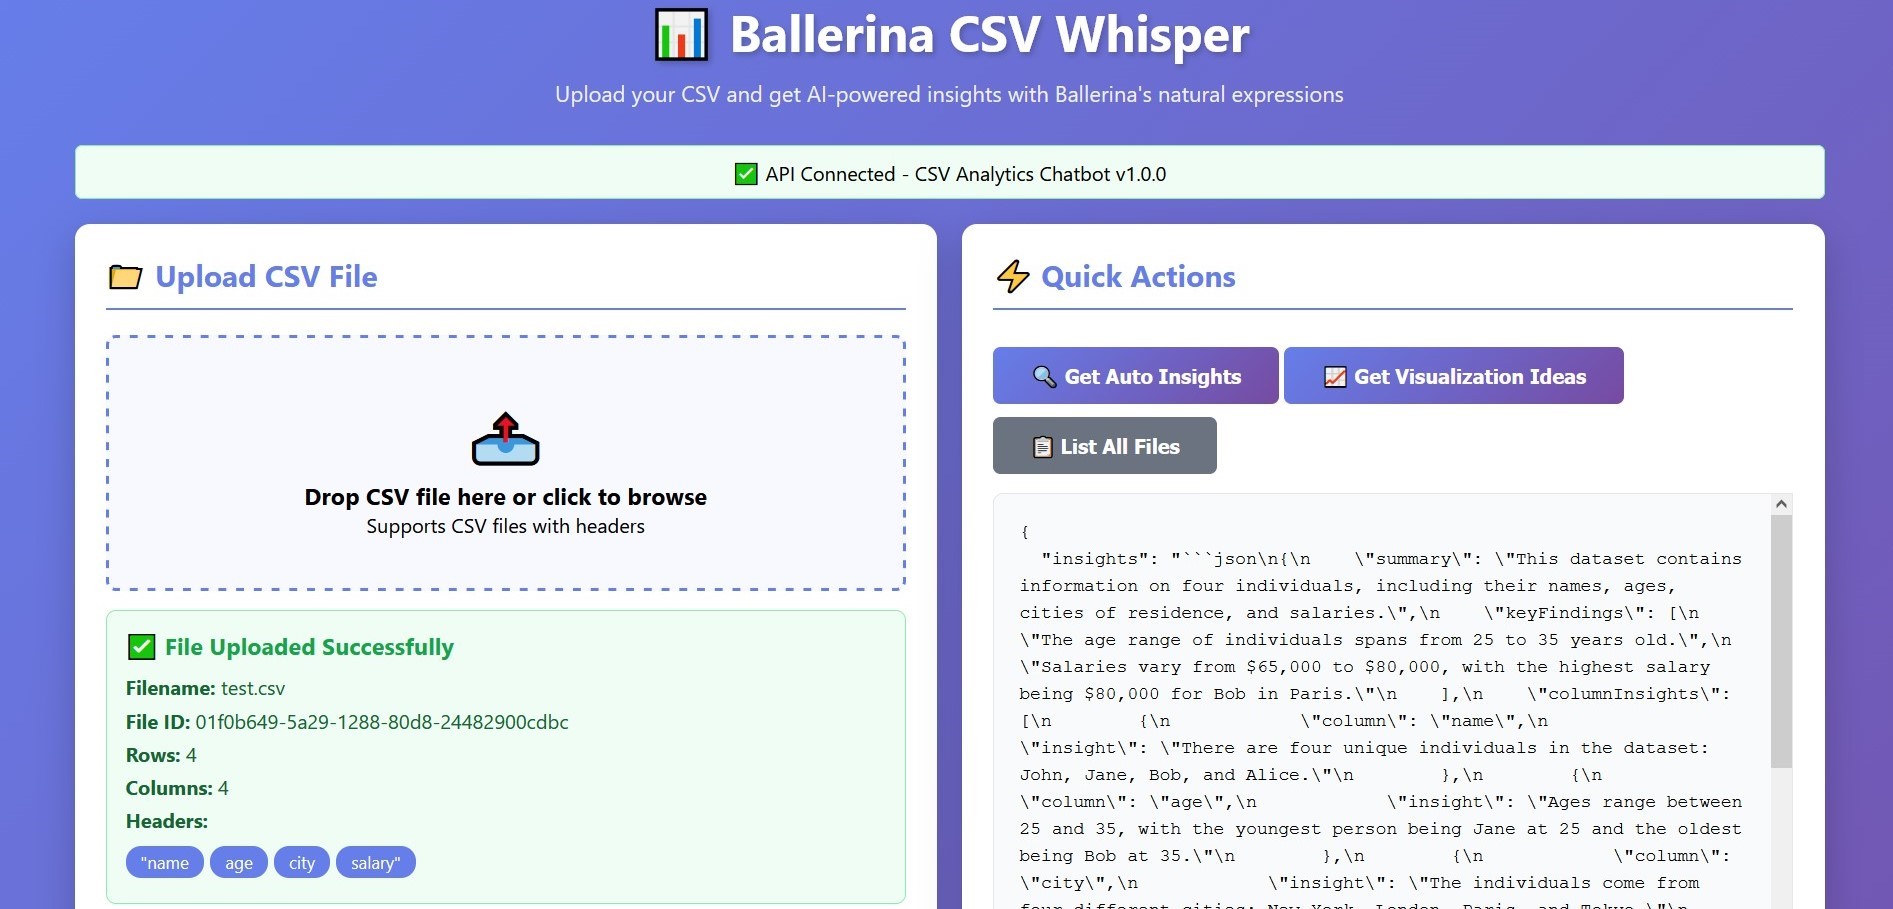 Ballerina CSV Whisper
Upload your CSV and get AI-powered insights with Ballerina's natural expressions
API Connected - CSV Analytics Chatbot v1.0.0
Upload CSV File
Drop CSV file here or click to browse
Supports CSV files with headers
File Uploaded Successfully
Filename: test.csv
File ID: 01f0b649-5a29-1288-80d8-24482900cdbc
Rows: 4
Columns: 4
Headers:
"name age city salary"
Quick Actions
Get Auto Insights Get Visualization Ideas
List All Files
{
"insights": "```json\n{\n    \"summary\": \"This dataset contains
information on four individuals, including their names, ages,
cities of residence, and salaries.\",\n    \"keyFindings\": [\n
\"The age range of individuals spans from 25 to 35 years old.\",\n
\"Salaries vary from $65,000 to $80,000, with the highest salary
being $80,000 for Bob in Paris.\"\n    ],\n    \"columnInsights\":
[\n        {\n            \"column\": \"name\",\n
\"insight\": \"There are four unique individuals in the dataset:
John, Jane, Bob, and Alice.\"\n        },\n        {\n
\"column\": \"age\",\n            \"insight\": \"Ages range between
25 and 35, with the youngest person being Jane at 25 and the oldest
being Bob at 35.\"\n        },\n        {\n            \"column\":
\"city\",\n            \"insight\": \"The individuals come from
four different cities: New York, London, Paris, and Tokyo.\"\n